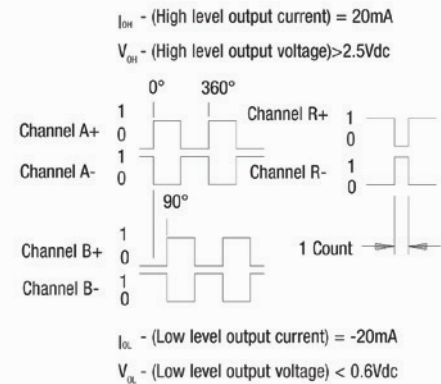 I_OH - (High level output current) = 20mA
V_OH - (High level output voltage)>2.5Vdc
0° 360°
Channel A+ 1 0
Channel A- 1 0
Channel R+ 1 0
Channel R- 1 0
90°
Channel B+ 1 0
Channel B- 1 0
1 Count
I_OL - (Low level output current) = -20mA
V_OL - (Low level output voltage) < 0.6Vdc